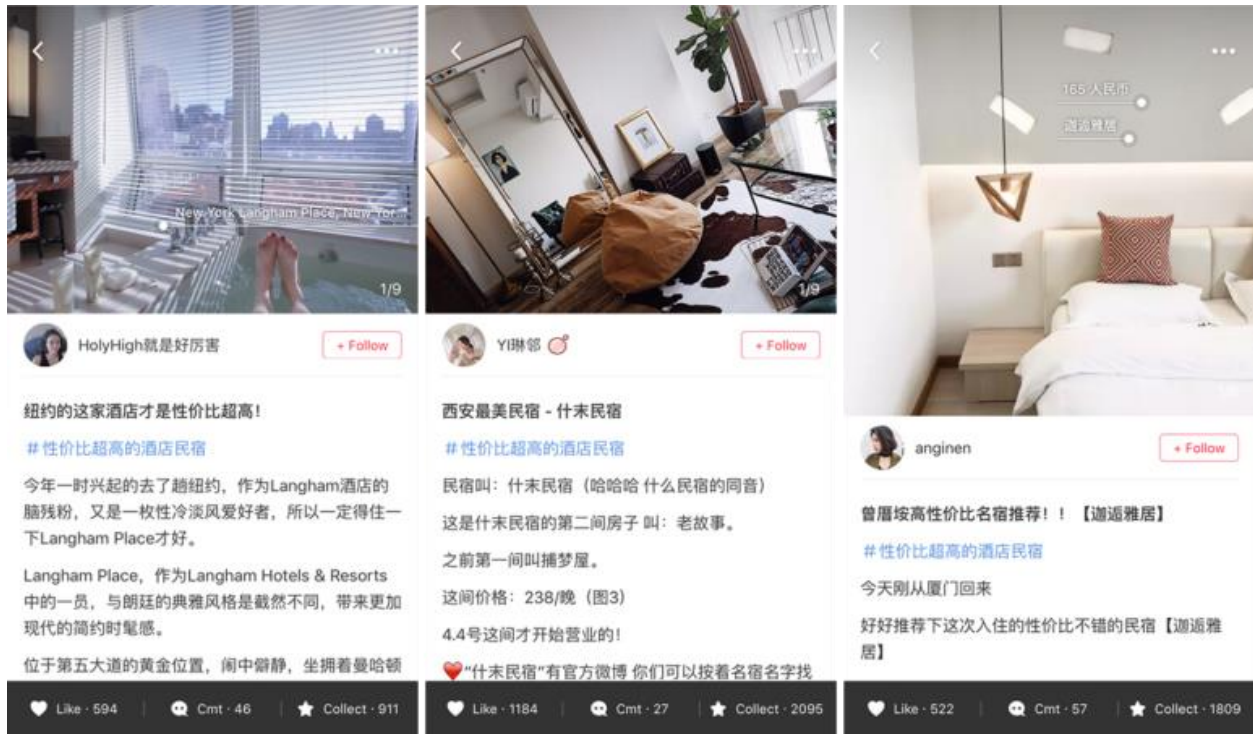 New York Langham Place, New Yor...
1/9
HolyHigh就是好厉害
+ Follow
纽约的这家酒店才是性价比超高！
#性价比超高的酒店民宿
今年一时兴起的去了趟纽约，作为Langham酒店的
脑残粉，又是一枚性冷淡风爱好者，所以一定得住一
下Langham Place才好。
Langham Place，作为Langham Hotels & Resorts
中的一员，与朗廷的典雅风格是截然不同，带来更加
现代的简约时髦感。
位于第五大道的黄金位置，闹中僻静，坐拥着曼哈顿
Like · 594
Cmt · 46
Collect · 911
1/9
YI琳邻
+ Follow
西安最美民宿 - 什末民宿
#性价比超高的酒店民宿
民宿叫：什末民宿（哈哈哈 什么民宿的同音）
这是什末民宿的第二间房子 叫：老故事。
之前第一间叫捕梦屋。
这间价格：238/晚（图3）
4.4号这间才开始营业的！
❤️“什末民宿”有官方微博 你们可以按着名宿名字找
Like · 1184
Cmt · 27
Collect · 2095
165 人民币
迦逅雅居
anginen
+ Follow
曾厝垵高性价比名宿推荐！！【迦逅雅居】
#性价比超高的酒店民宿
今天刚从厦门回来
好好推荐下这次入住的性价比不错的民宿【迦逅雅
居】
Like · 522
Cmt · 57
Collect · 1809